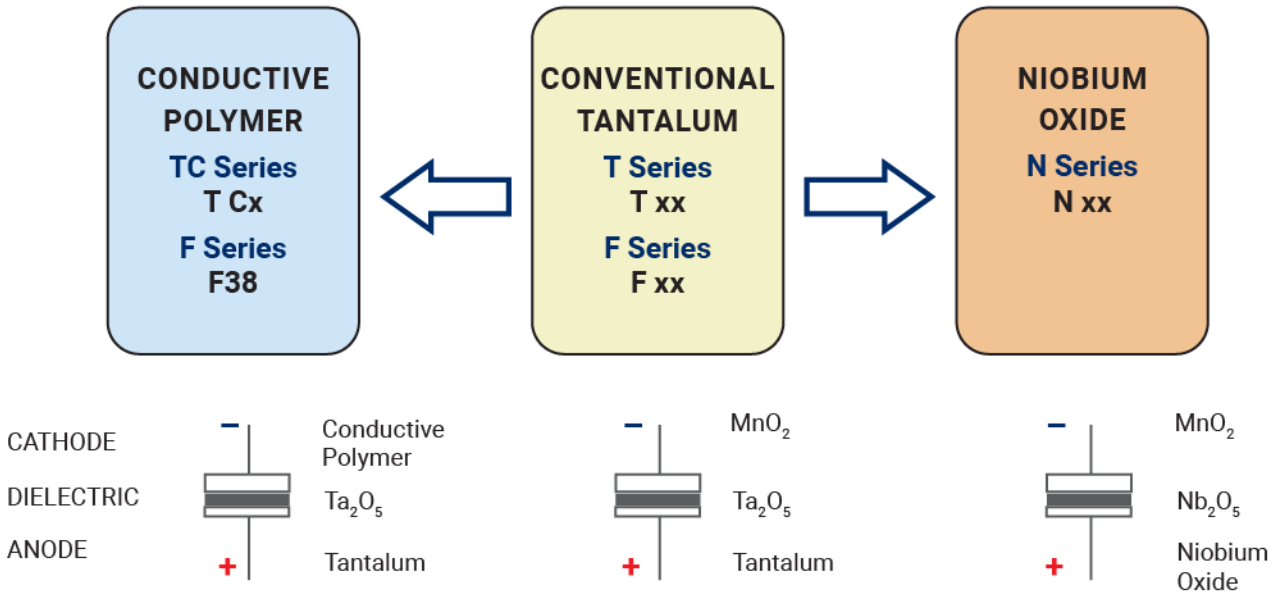 CONDUCTIVE
POLYMER
TC Series
T Cx
F Series
F38
CONVENTIONAL
TANTALUM
T Series
T xx
F Series
F xx
NIOBIUM
OXIDE
N Series
N xx
CATHODE
DIELECTRIC
ANODE
−
Conductive
Polymer
Ta₂O₅
+
Tantalum
−
MnO₂
Ta₂O₅
+
Tantalum
−
MnO₂
Nb₂O₅
+
Niobium
Oxide